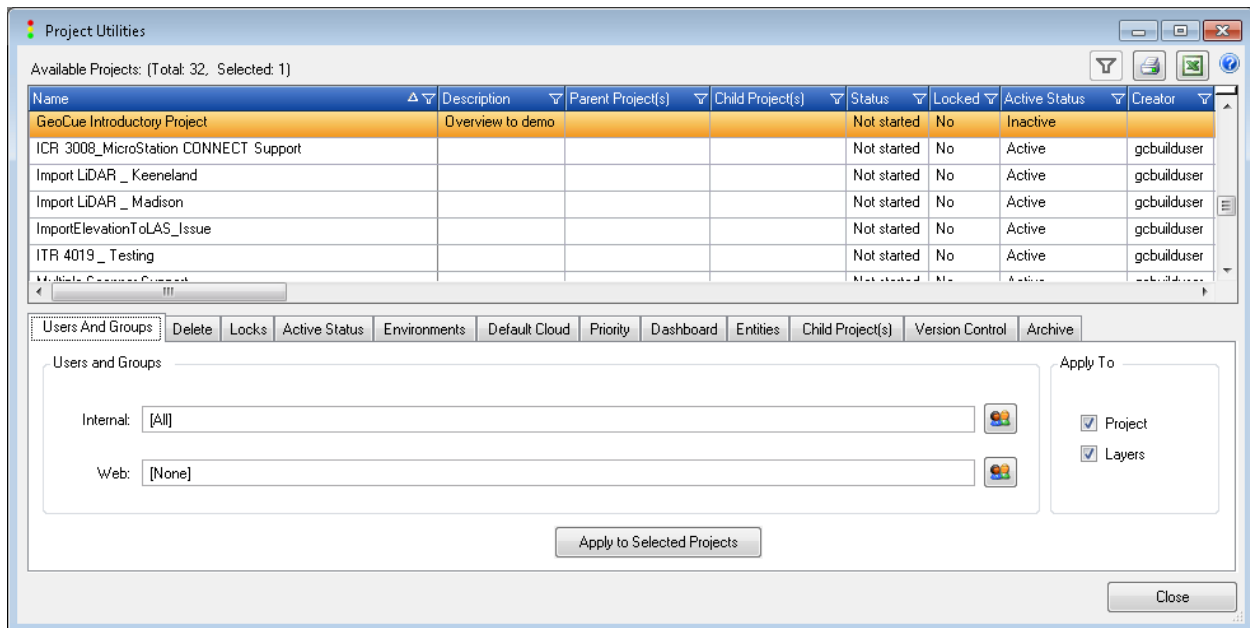 Project Utilities
Available Projects: (Total: 32, Selected: 1)
Name Description Parent Project(s) Child Project(s) Status Locked Active Status Creator
GeoCue Introductory Project Overview to demo Not started No Inactive
ICR 3008_MicroStation CONNECT Support Not started No Active gcbuilduser
Import LiDAR _ Keeneland Not started No Active gcbuilduser
Import LiDAR _ Madison Not started No Active gcbuilduser
ImportElevationToLAS_Issue Not started No Active gcbuilduser
ITR 4019 _ Testing Not started No Active gcbuilduser
Users And Groups Delete Locks Active Status Environments Default Cloud Priority Dashboard Entities Child Project(s) Version Control Archive
Users and Groups Apply To
Internal: [All]
Project
Layers
Web: [None]
Apply to Selected Projects
Close